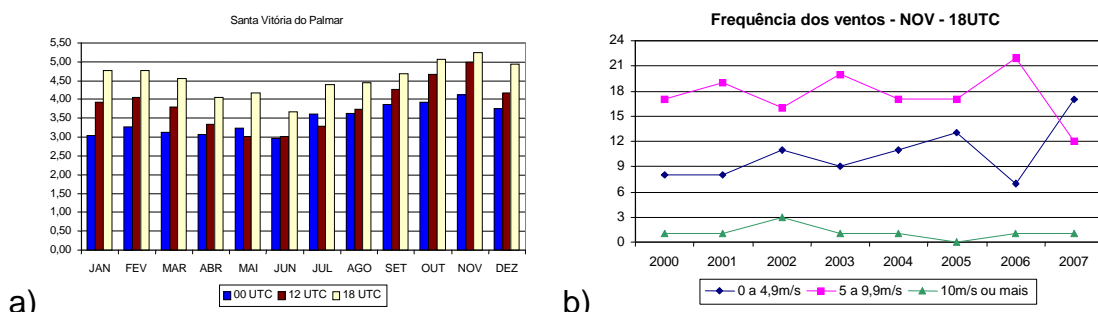 Santa Vitória do Palmar
5,50
5,00
4,50
4,00
3,50
3,00
2,50
2,00
1,50
1,00
0,50
0,00
JAN FEV MAR ABR MAI JUN JUL AGO SET OUT NOV DEZ
00 UTC 12 UTC 18 UTC
a)
Frequência dos ventos - NOV - 18UTC
24
21
18
15
12
9
6
3
0
2000 2001 2002 2003 2004 2005 2006 2007
0 a 4,9m/s 5 a 9,9m/s 10m/s ou mais
b)